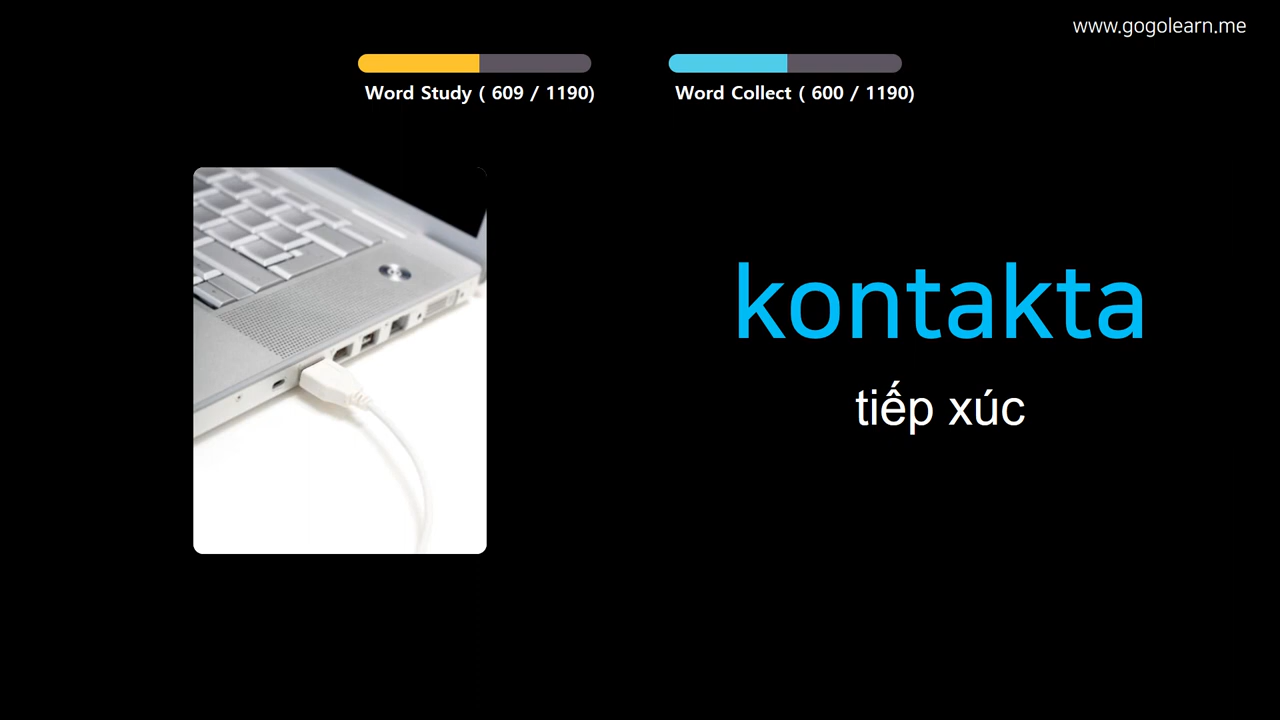 www.gogolearn.me
Word Study ( 609 / 1190)
Word Collect ( 600 / 1190)
kontakta
tiếp xúc